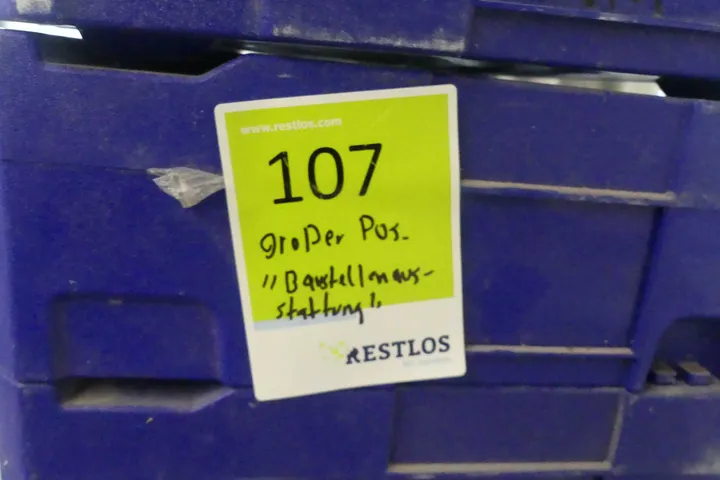 www.restlos.com
107
großer Pos.
"Baustellenaus-
stattung"
RESTLOS